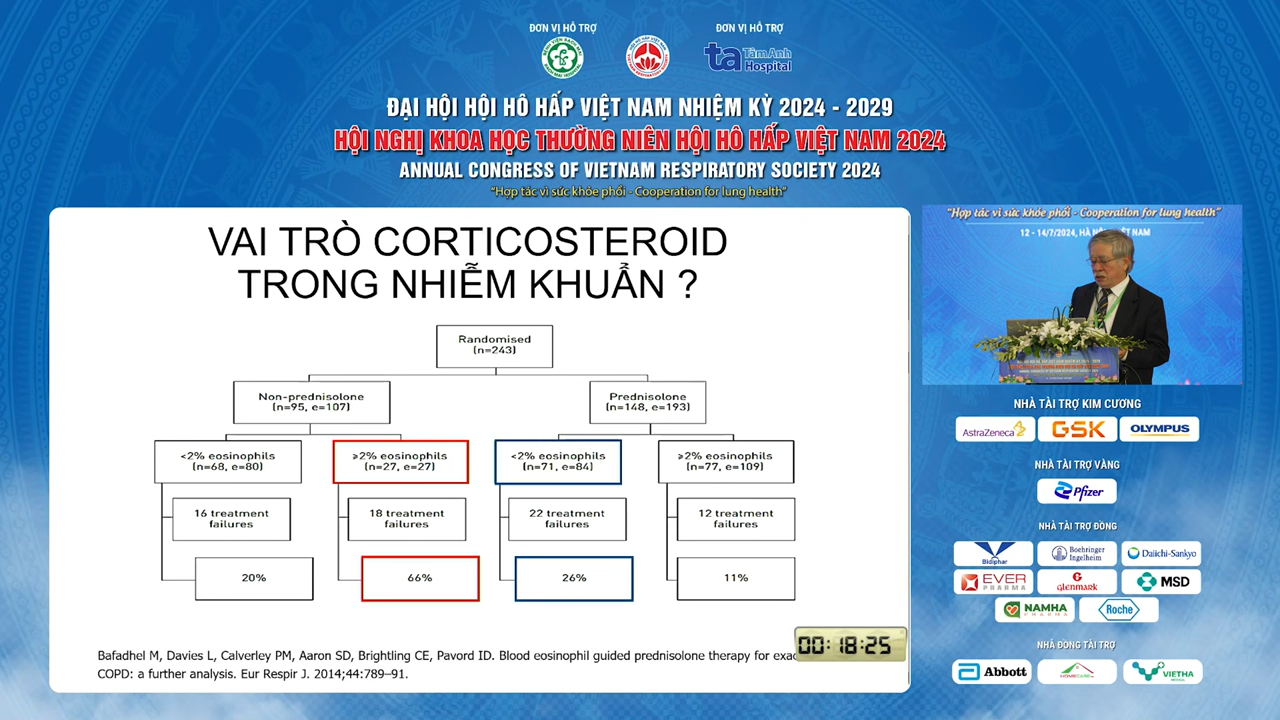 ĐƠN VỊ HỖ TRỢ
ĐƠN VỊ HỖ TRỢ
ta TâmAnh Hospital
ĐẠI HỘI HỘI HÔ HẤP VIỆT NAM NHIỆM KỲ 2024 - 2029
HỘI NGHỊ KHOA HỌC THƯỜNG NIÊN HỘI HÔ HẤP VIỆT NAM 2024
ANNUAL CONGRESS OF VIETNAM RESPIRATORY SOCIETY 2024
"Hợp tác vì sức khỏe phổi - Cooperation for lung health"
VAI TRÒ CORTICOSTEROID
TRONG NHIỄM KHUẨN ?
Randomised
(n=243)
Non-prednisolone
(n=95, e=107)
Prednisolone
(n=148, e=193)
<2% eosinophils
(n=68, e=80)
≥2% eosinophils
(n=27, e=27)
<2% eosinophils
(n=71, e=84)
≥2% eosinophils
(n=77, e=109)
16 treatment
failures
18 treatment
failures
22 treatment
failures
12 treatment
failures
20%
66%
26%
11%
00:18:25
Bafadhel M, Davies L, Calverley PM, Aaron SD, Brightling CE, Pavord ID. Blood eosinophil guided prednisolone therapy for
COPD: a further analysis. Eur Respir J. 2014;44:789–91.
"Hợp tác vì sức khỏe phổi - Cooperation for lung health"
12 - 14/7/2024, HÀ NỘI, VIỆT NAM
NHÀ TÀI TRỢ KIM CƯƠNG
AstraZeneca
GSK
OLYMPUS
NHÀ TÀI TRỢ VÀNG
Pfizer
NHÀ TÀI TRỢ ĐỒNG
Bidiphar
Boehringer
Ingelheim
Daiichi-Sankyo
EVER
PHARMA
GLENMARK
MSD
NAMHA
PHARMA
Roche
NHÀ ĐỒNG TÀI TRỢ
Abbott
HOMECARE
VIETHA